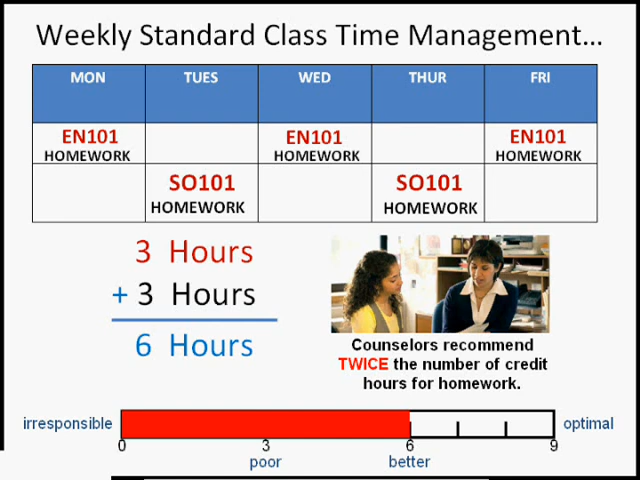 Weekly Standard Class Time Management...
MON TUES WED THUR FRI
EN101 EN101 EN101
HOMEWORK HOMEWORK HOMEWORK
SO101 SO101
HOMEWORK HOMEWORK
3 Hours
+ 3 Hours
6 Hours
Counselors recommend
TWICE the number of credit
hours for homework.
irresponsible optimal
0 3 6 9
poor better